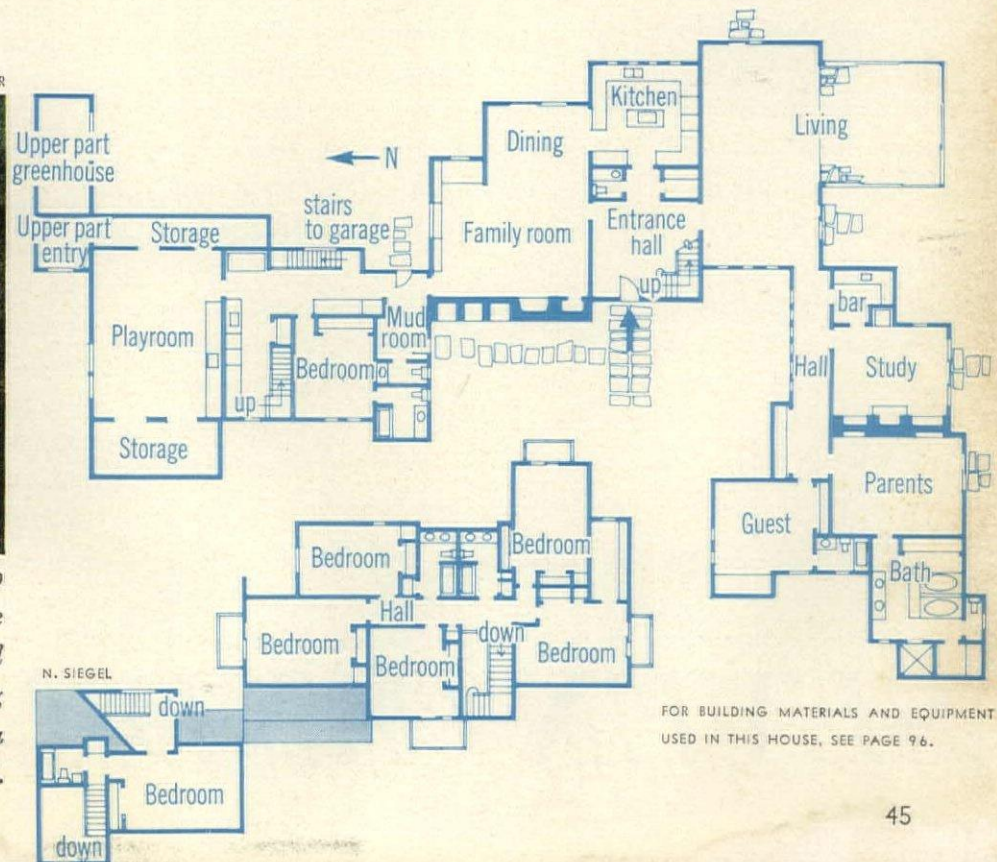 R
Upper part
greenhouse
Upper part
entry
Storage
stairs
to garage
N
Dining
Kitchen
Living
Family room
Entrance
hall
up
Playroom
Mud
room
Bedroom
up
Storage
bar
Hall
Study
Parents
Guest
Bath
Bedroom
Bedroom
Hall
Bedroom
Bedroom
down
Bedroom
N. SIEGEL
down
Bedroom
down
FOR BUILDING MATERIALS AND EQUIPMENT
USED IN THIS HOUSE, SEE PAGE 96.
45